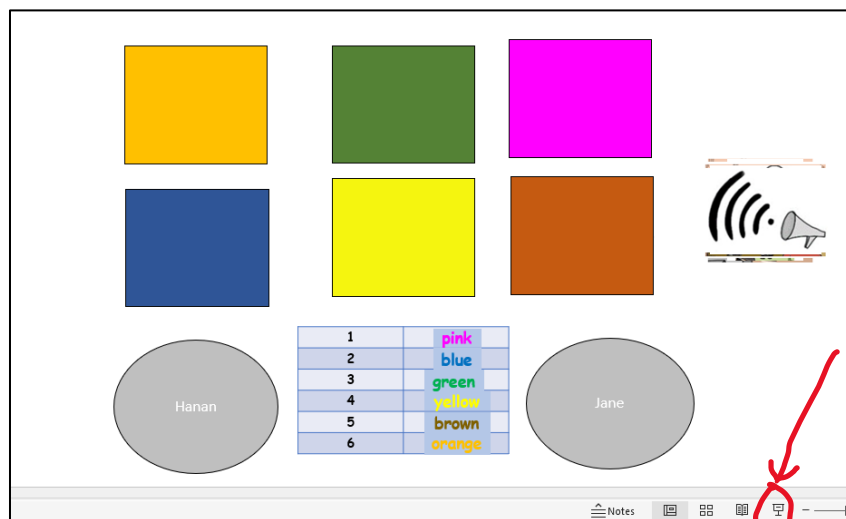 1 pink
2 blue
3 green
4 yellow
5 brown
6 orange
Hanan
Jane
Notes